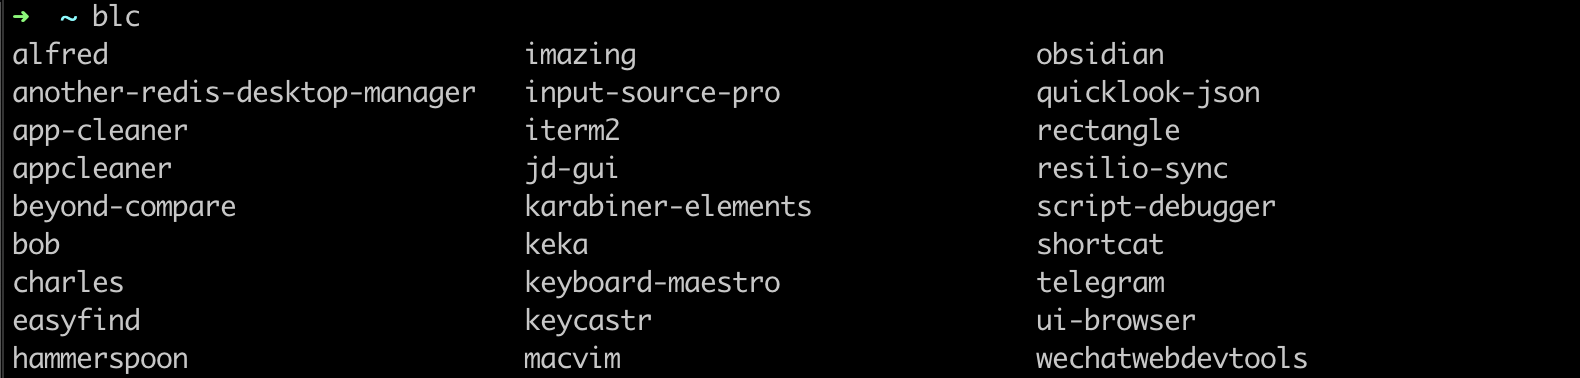 ➜  ~ blc
alfred                           imazing                          obsidian
another-redis-desktop-manager    input-source-pro                 quicklook-json
app-cleaner                      iterm2                           rectangle
appcleaner                       jd-gui                           resilio-sync
beyond-compare                   karabiner-elements               script-debugger
bob                              keka                             shortcat
charles                          keyboard-maestro                 telegram
easyfind                         keycastr                         ui-browser
hammerspoon                      macvim                           wechatwebdevtools